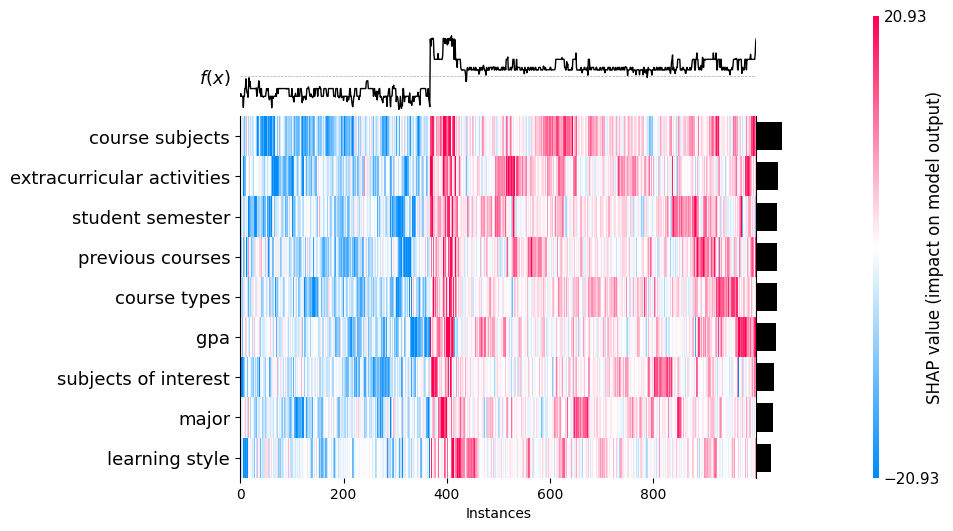 20.93
f(x)
course subjects
extracurricular activities
student semester
previous courses
course types
gpa
subjects of interest
major
learning style
0 200 400 600 800
Instances
SHAP value (impact on model output)
−20.93